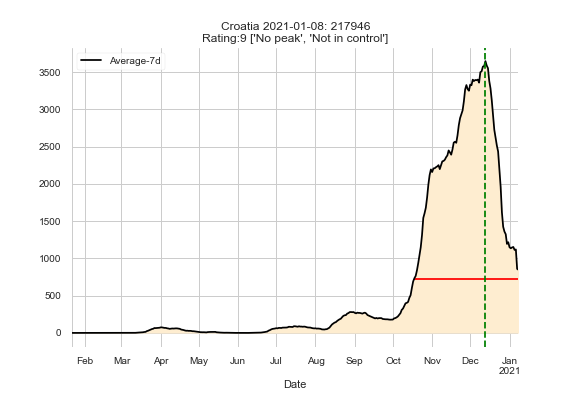 Croatia 2021-01-08: 217946
Rating:9 ['No peak', 'Not in control']
Average-7d
3500
3000
2500
2000
1500
1000
500
0
Feb Mar Apr May Jun Jul Aug Sep Oct Nov Dec Jan
2021
Date